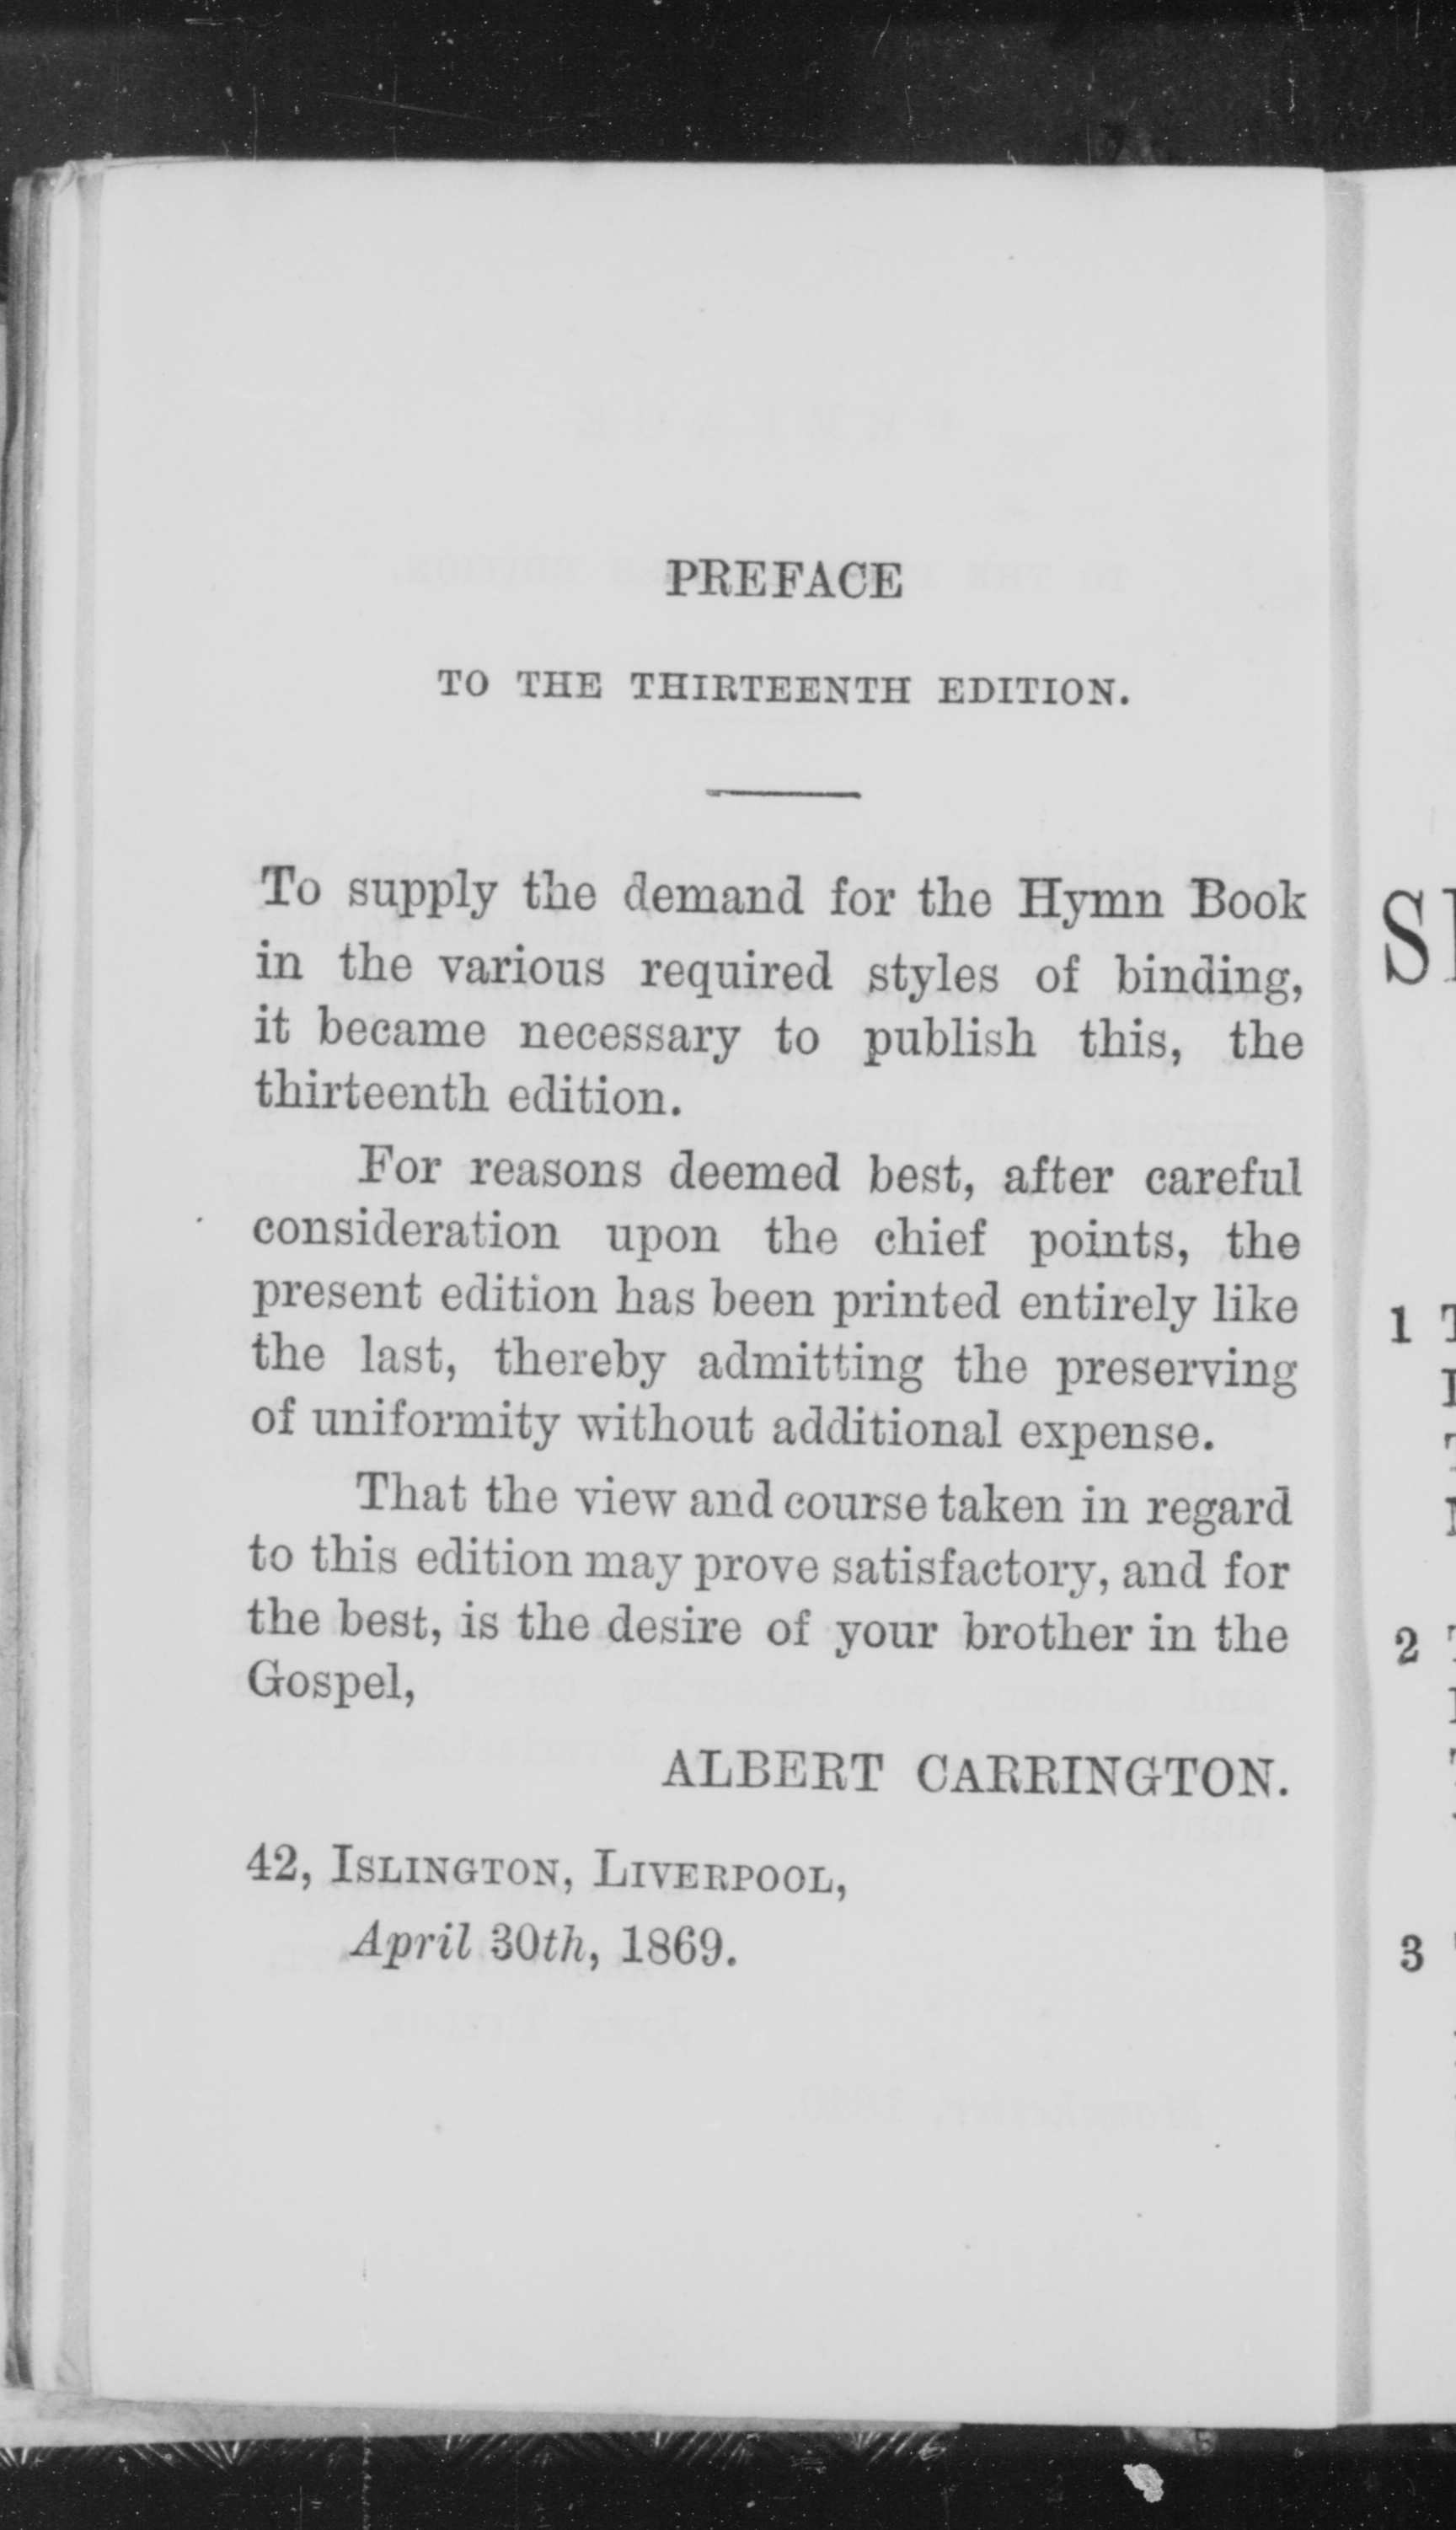 PREFACE
TO THE THIRTEENTH EDITION.
To supply the demand for the Hymn Book
in the various required styles of binding,
it became necessary to publish this, the
thirteenth edition.
For reasons deemed best, after careful
consideration upon the chief points, the
present edition has been printed entirely like
the last, thereby admitting the preserving
of uniformity without additional expense.
That the view and course taken in regard
to this edition may prove satisfactory, and for
the best, is the desire of your brother in the
Gospel,
ALBERT CARRINGTON.
42, ISLINGTON, LIVERPOOL,
April 30th, 1869.
1
2
3